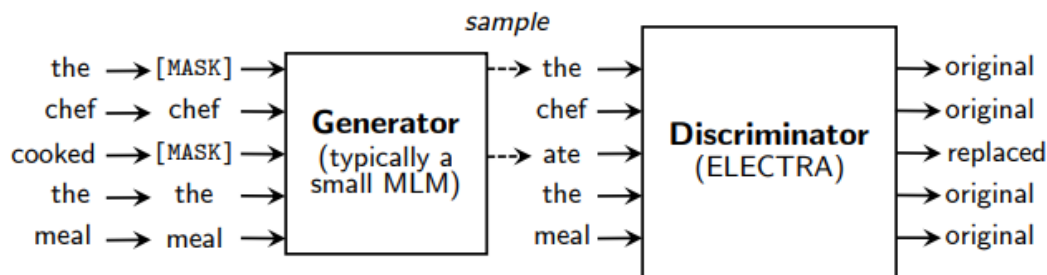 sample
the [MASK] the original
chef chef Generator chef original
cooked [MASK] (typically a ate Discriminator replaced
the the small MLM) the (ELECTRA) original
meal meal meal original